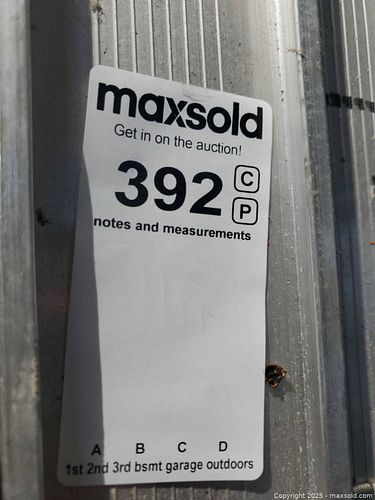 maxsold
Get in on the auction!
392 C
P
notes and measurements
A B C D
1st 2nd 3rd bsmt garage outdoors
Copyright 2025 - maxsold.com